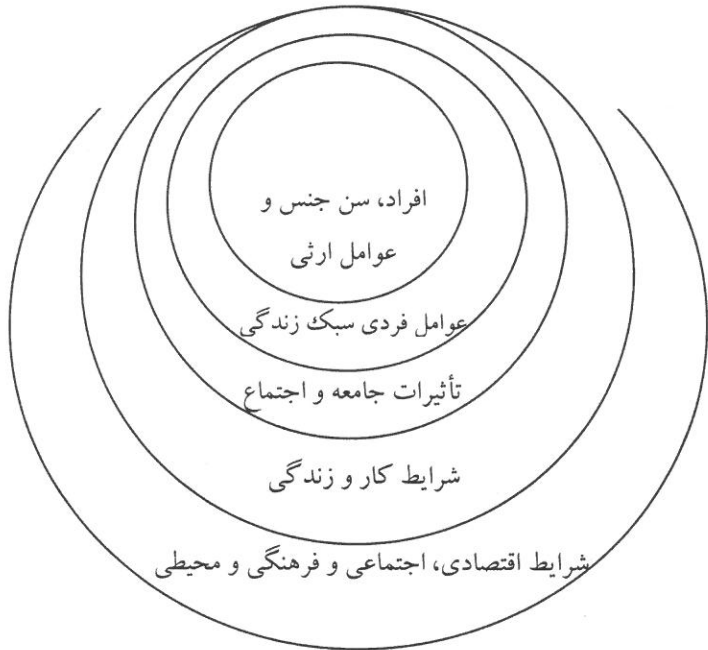 افراد، سن جنس و
عوامل ارثی
عوامل فردی سبک زندگی
تأثیرات جامعه و اجتماع
شرایط کار و زندگی
شرایط اقتصادی، اجتماعی و فرهنگی و محیطی